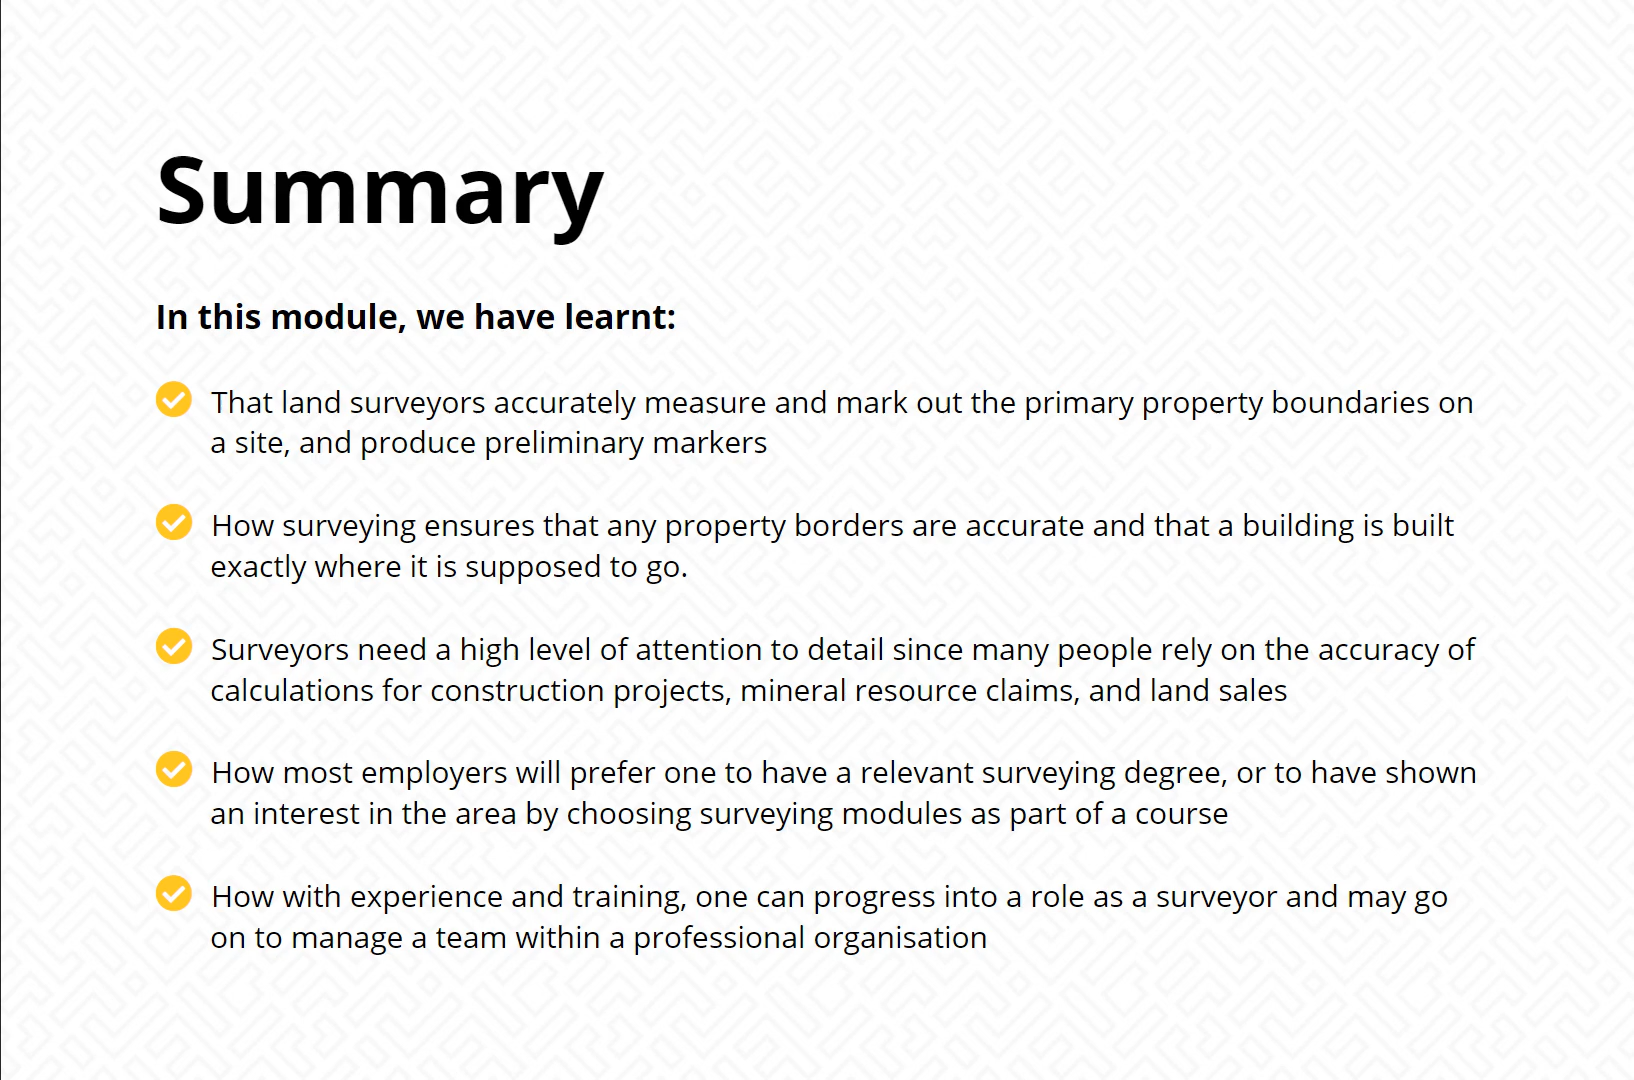 Summary
In this module, we have learnt:
That land surveyors accurately measure and mark out the primary property boundaries on
a site, and produce preliminary markers
How surveying ensures that any property borders are accurate and that a building is built
exactly where it is supposed to go.
Surveyors need a high level of attention to detail since many people rely on the accuracy of
calculations for construction projects, mineral resource claims, and land sales
How most employers will prefer one to have a relevant surveying degree, or to have shown
an interest in the area by choosing surveying modules as part of a course
How with experience and training, one can progress into a role as a surveyor and may go
on to manage a team within a professional organisation